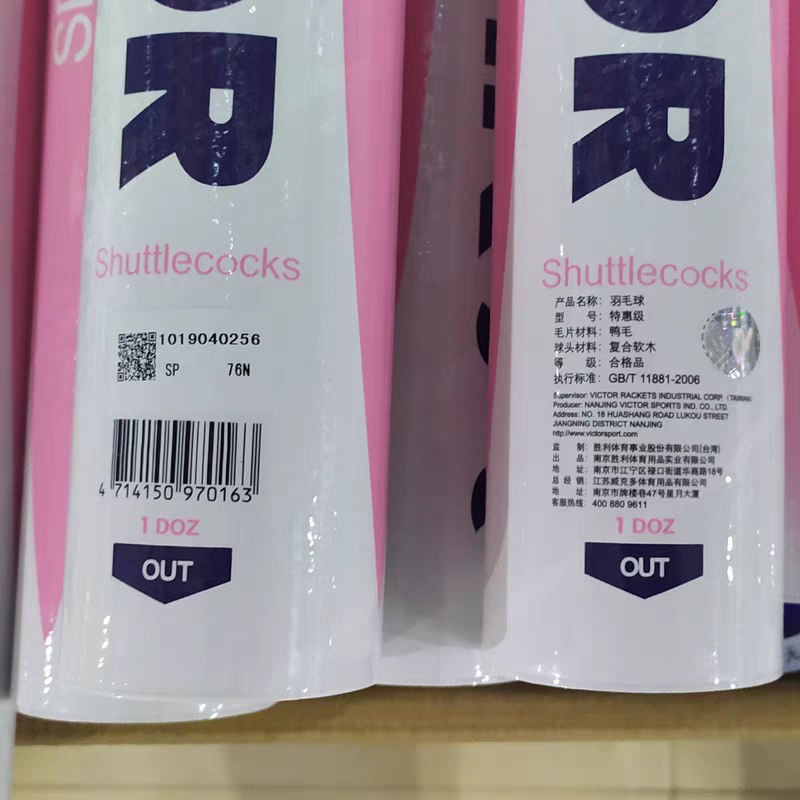 OR
Shuttlecocks
1019040256
SP 76N
4 714150 970163
1 DOZ
OUT
OR
Shuttlecocks
产品名称: 羽毛球
型 号: 特惠级
毛片材料: 鸭毛
球头材料: 复合软木
等 级: 合格品
执行标准: GB/T 11881-2006
Supervisor: VICTOR RACKETS INDUSTRIAL CORP. (TAIWAN)
Producer: NANJING VICTOR SPORTS IND. CO., LTD.
Address: NO. 18 HUASHANG ROAD LUKOU STREET
JIANGNING DISTRICT NANJING
http://www.victorsport.com
监 制: 胜利体育事业股份有限公司(台湾)
出 品: 南京胜利体育用品实业有限公司
地 址: 南京市江宁区禄口街道华商路18号
总 经 销: 江苏威克多体育用品有限公司
地 址: 南京市牌楼巷47号星月大厦
客服热线: 400 880 9611
1 DOZ
OUT